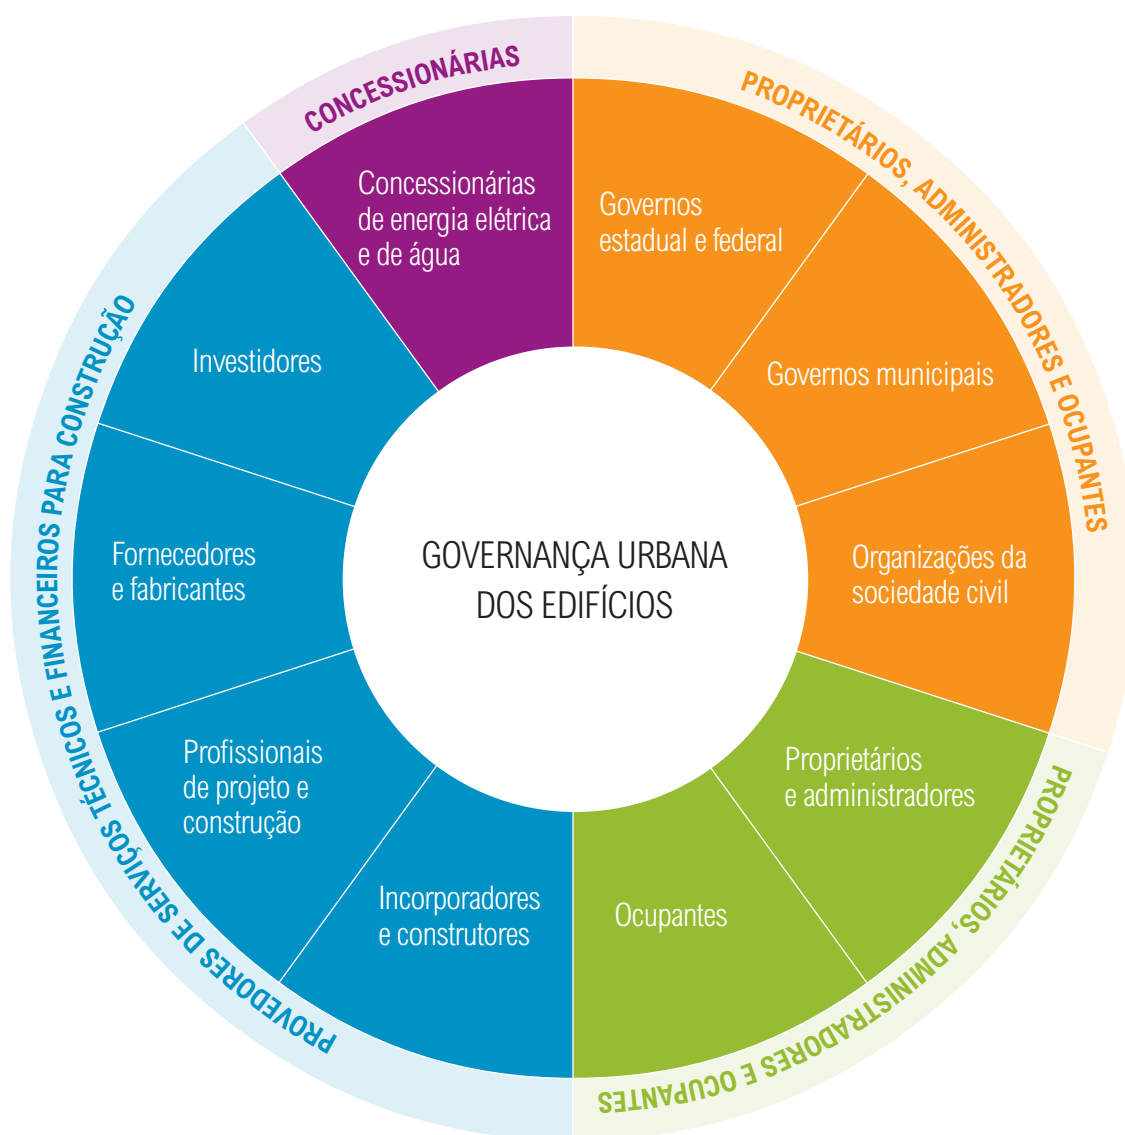 CONCESSIONÁRIAS
PROPRIETÁRIOS, ADMINISTRADORES E OCUPANTES
Concessionárias
de energia elétrica
e de água
Governos
estadual e federal
Investidores
Governos municipais
PROVEDORES DE SERVIÇOS TÉCNICOS E FINANCEIROS PARA CONSTRUÇÃO
Fornecedores
e fabricantes
GOVERNANÇA URBANA
DOS EDIFÍCIOS
Organizações da
sociedade civil
Profissionais
de projeto e
construção
Proprietários
e administradores
Incorporadores
e construtores
Ocupantes
PROPRIETÁRIOS, ADMINISTRADORES E OCUPANTES